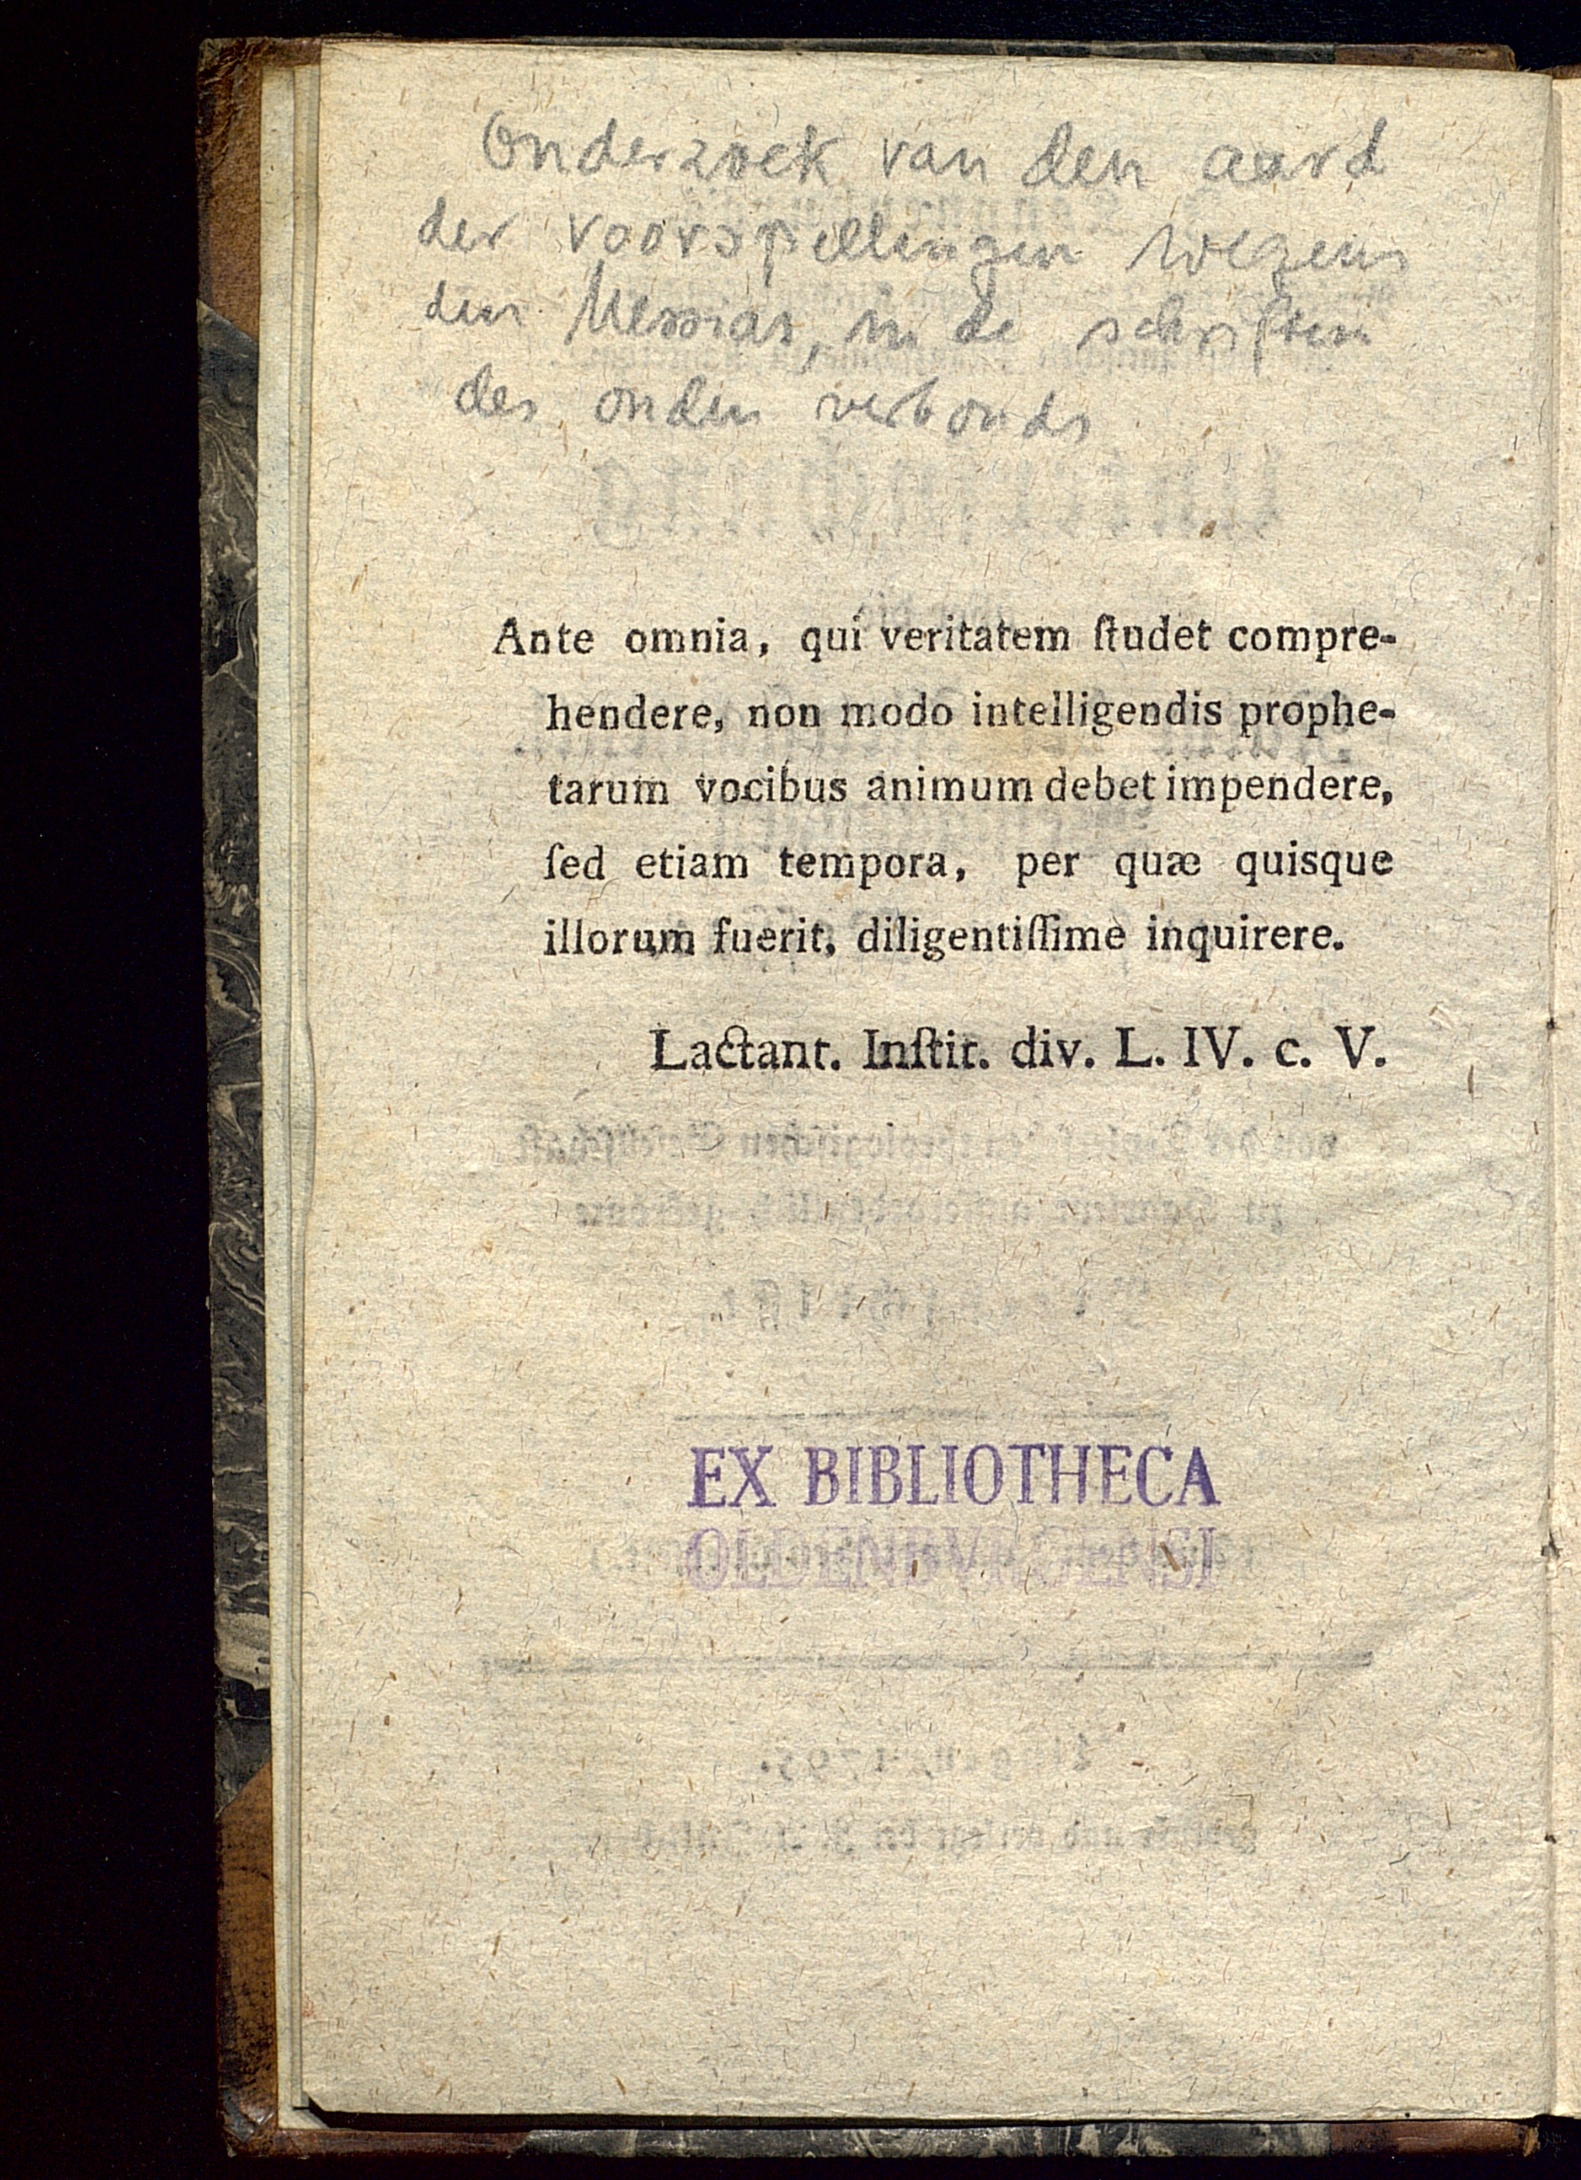 Onderzoek van den aard
der voorspellingen wegens
den Messias, in de schriften
des onden verbonds
Ante omnia, qui veritatem ſtudet compre-
hendere, non modo intelligendis prophe-
tarum vocibus animum debet impendere,
ſed etiam tempora, per quæ quisque
illorum fuerit, diligentiſſime inquirere.
Lactant. Inſtit. div. L. IV. c. V.
EX BIBLIOTHECA
OLDENBVRGENSI